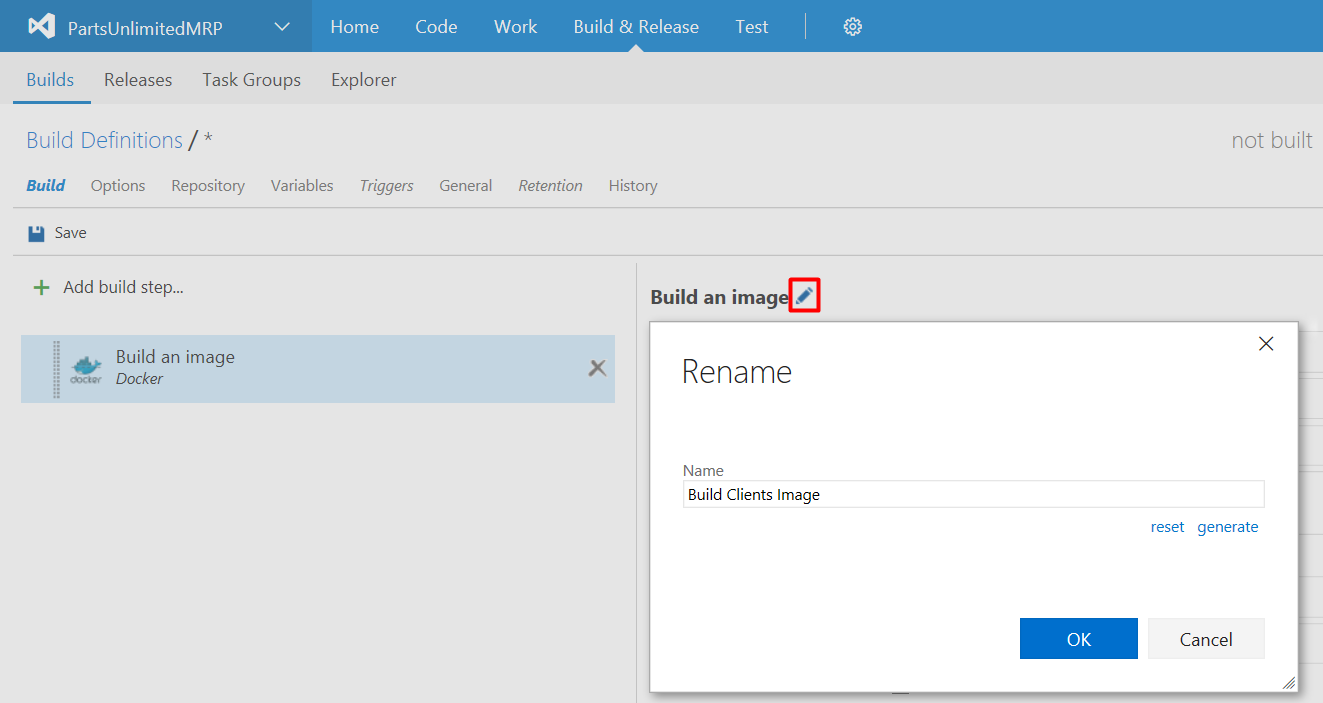 PartsUnlimitedMRP Home Code Work Build & Release Test
Builds Releases Task Groups Explorer
Build Definitions / * not built
Build Options Repository Variables Triggers General Retention History
Save
Add build step...
Build an image
docker
Build an image
Docker
Rename
Name
Build Clients Image
reset generate
OK Cancel